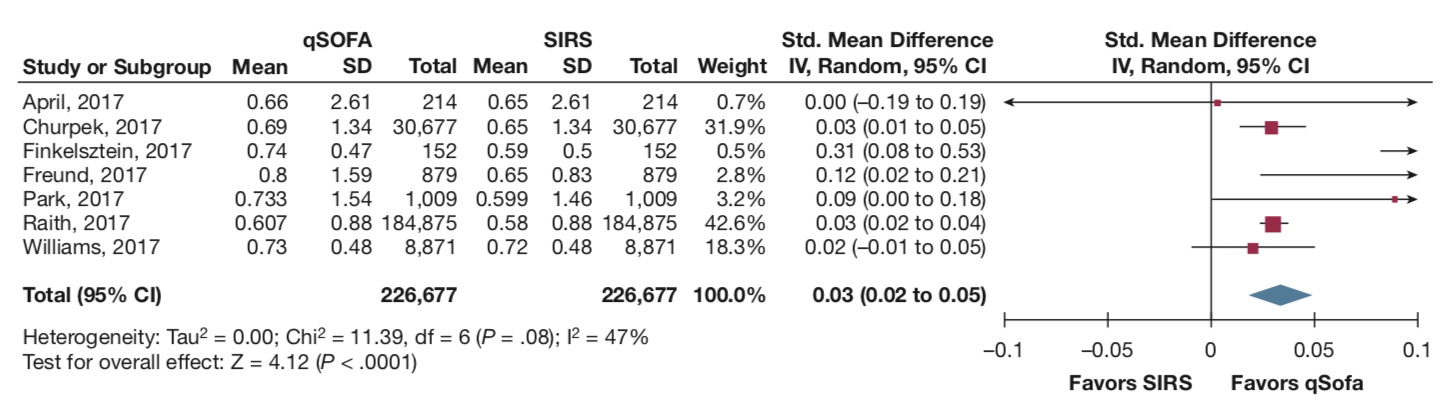 qSOFA SIRS Std. Mean Difference Std. Mean Difference
Study or Subgroup Mean SD Total Mean SD Total Weight IV, Random, 95% CI IV, Random, 95% CI
April, 2017 0.66 2.61 214 0.65 2.61 214 0.7% 0.00 (–0.19 to 0.19)
Churpek, 2017 0.69 1.34 30,677 0.65 1.34 30,677 31.9% 0.03 (0.01 to 0.05)
Finkelsztein, 2017 0.74 0.47 152 0.59 0.5 152 0.5% 0.31 (0.08 to 0.53)
Freund, 2017 0.8 1.59 879 0.65 0.83 879 2.8% 0.12 (0.02 to 0.21)
Park, 2017 0.733 1.54 1,009 0.599 1.46 1,009 3.2% 0.09 (0.00 to 0.18)
Raith, 2017 0.607 0.88 184,875 0.58 0.88 184,875 42.6% 0.03 (0.02 to 0.04)
Williams, 2017 0.73 0.48 8,871 0.72 0.48 8,871 18.3% 0.02 (–0.01 to 0.05)
Total (95% CI) 226,677 226,677 100.0% 0.03 (0.02 to 0.05)
Heterogeneity: Tau² = 0.00; Chi² = 11.39, df = 6 (P = .08); I² = 47%
Test for overall effect: Z = 4.12 (P < .0001)
–0.1 –0.05 0 0.05 0.1
Favors SIRS Favors qSofa